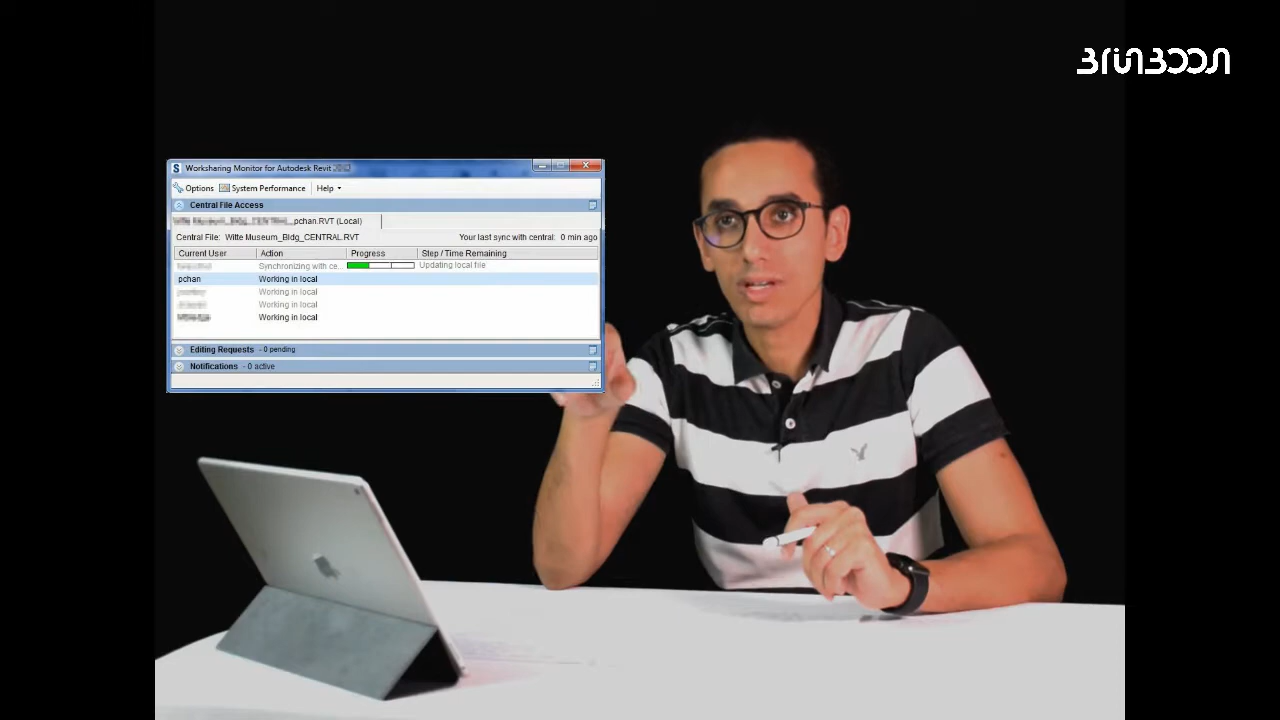 BRINBOON
Worksharing Monitor for Autodesk Revit
Options System Performance Help
Central File Access
pchan.RVT (Local)
Central File: Witte Museum_Bldg_CENTRAL.RVT Your last sync with central: 0 min ago
Current User Action Progress Step / Time Remaining
Synchronizing with ce... Updating local file
pchan Working in local
Working in local
Working in local
Working in local
Editing Requests - 0 pending
Notifications - 0 active